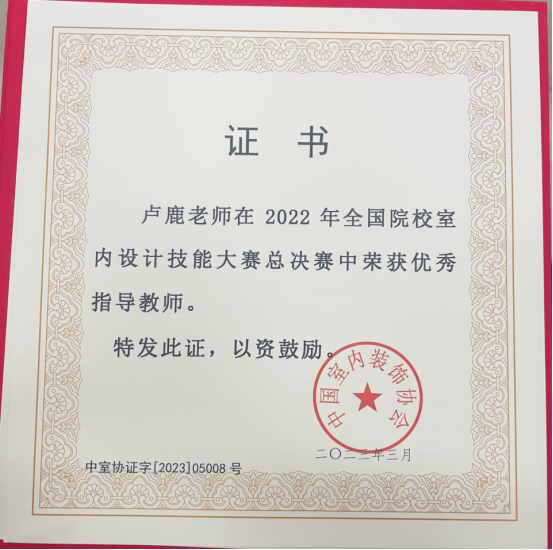 证 书
卢鹿老师在 2022 年全国院校室
内设计技能大赛总决赛中荣获优秀
指导教师。
特发此证，以资鼓励。
中国室内装饰协会
二〇二三年三月
中室协证字[2023]05008 号